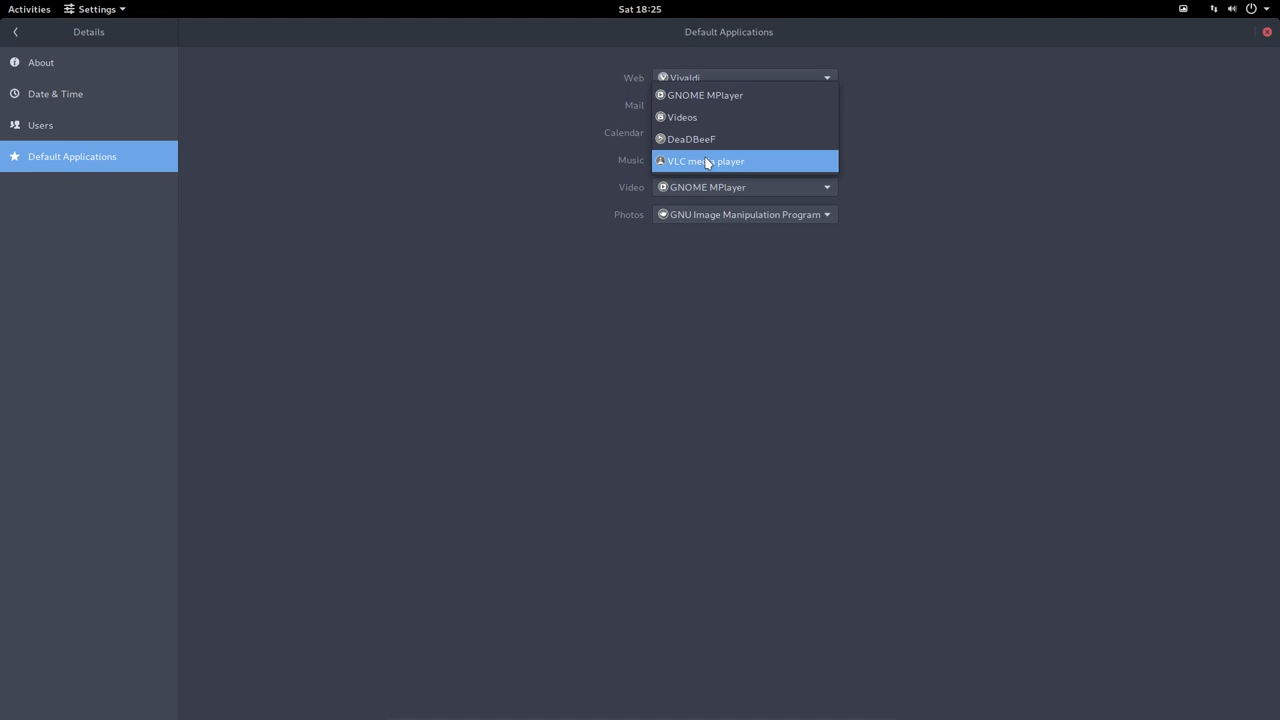 Activities Settings Sat 18:25
Details Default Applications
About
Date & Time
Users
Default Applications
Web Vivaldi
Mail
Calendar
Music
GNOME MPlayer
Videos
DeaDBeeF
VLC media player
Video GNOME MPlayer
Photos GNU Image Manipulation Program